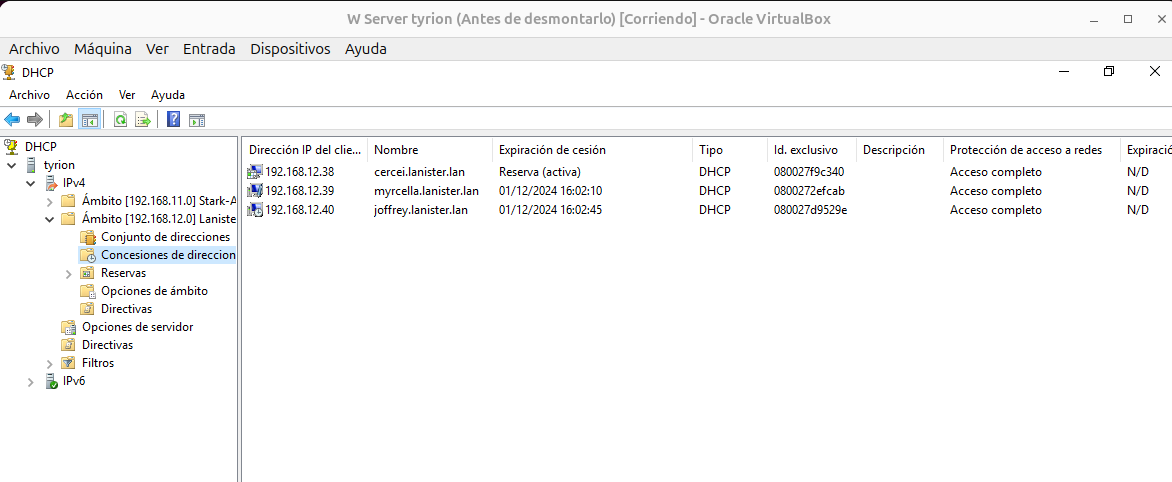 W Server tyrion (Antes de desmontarlo) [Corriendo] - Oracle VirtualBox
Archivo Máquina Ver Entrada Dispositivos Ayuda
DHCP
Archivo Acción Ver Ayuda
DHCP
tyrion
IPv4
Ámbito [192.168.11.0] Stark-A
Ámbito [192.168.12.0] Laniste
Conjunto de direcciones
Concesiones de direccion
Reservas
Opciones de ámbito
Directivas
Opciones de servidor
Directivas
Filtros
IPv6
Dirección IP del clie... Nombre Expiración de cesión Tipo Id. exclusivo Descripción Protección de acceso a redes Expiració
192.168.12.38 cercei.lanister.lan Reserva (activa) DHCP 080027f9c340 Acceso completo N/D
192.168.12.39 myrcella.lanister.lan 01/12/2024 16:02:10 DHCP 0800272efcab Acceso completo N/D
192.168.12.40 joffrey.lanister.lan 01/12/2024 16:02:45 DHCP 080027d9529e Acceso completo N/D